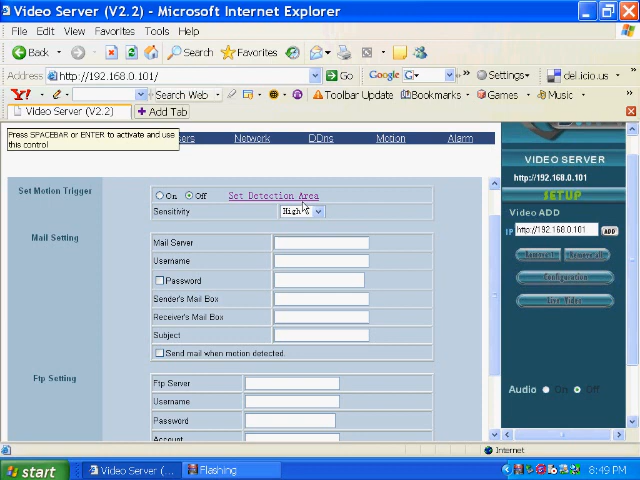 Video Server (V2.2) - Microsoft Internet Explorer
File Edit View Favorites Tools Help
Back Search Favorites
Address http://192.168.0.101/ Go Google Settings del.icio.us
Y! Search Web Toolbar Update Bookmarks Games Music
Video Server (V2.2) Add Tab
Press SPACEBAR or ENTER to activate and use this control
Network DDns Motion Alarm
VIDEO SERVER
http://192.168.0.101
SETUP
Video ADD
IP http://192.168.0.101 ADD
Configuration
Live Video
Audio On Off
Set Motion Trigger On Off Set Detection Area
Sensitivity High
Mail Setting Mail Server
Username
Password
Sender's Mail Box
Receiver's Mail Box
Subject
Send mail when motion detected.
Ftp Setting Ftp Server
Username
Password
Account
Internet
start Video Server (... Flashing 8:49 PM